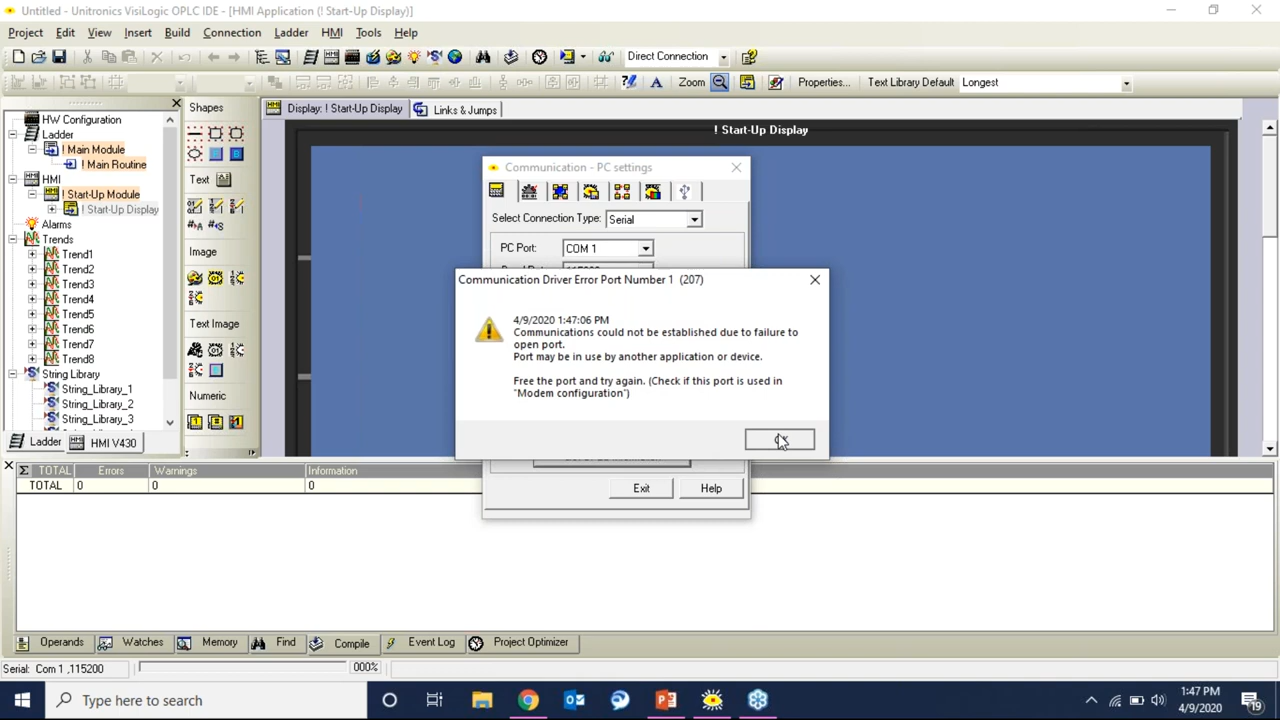 Untitled - Unitronics VisiLogic OPLC IDE - [HMI Application (! Start-Up Display)]
Project Edit View Insert Build Connection Ladder HMI Tools Help
Direct Connection
Zoom Properties... Text Library Default Longest
HW Configuration
Ladder
! Main Module
! Main Routine
HMI
! Start-Up Module
! Start-Up Display
Alarms
Trends
Trend1
Trend2
Trend3
Trend4
Trend5
Trend6
Trend7
Trend8
String Library
String_Library_1
String_Library_2
String_Library_3
Ladder HMI V430
Shapes
Text
Image
Text Image
Numeric
Display: ! Start-Up Display Links & Jumps
! Start-Up Display
Communication - PC settings
Select Connection Type: Serial
PC Port: COM 1
Communication Driver Error Port Number 1 (207)
4/9/2020 1:47:06 PM
Communications could not be established due to failure to
open port.
Port may be in use by another application or device.
Free the port and try again. (Check if this port is used in
"Modem configuration")
Exit Help
Σ TOTAL Errors Warnings Information
TOTAL 0 0 0
Operands Watches Memory Find Compile Event Log Project Optimizer
Serial: Com 1 ,115200 000%
Type here to search
1:47 PM
4/9/2020
19